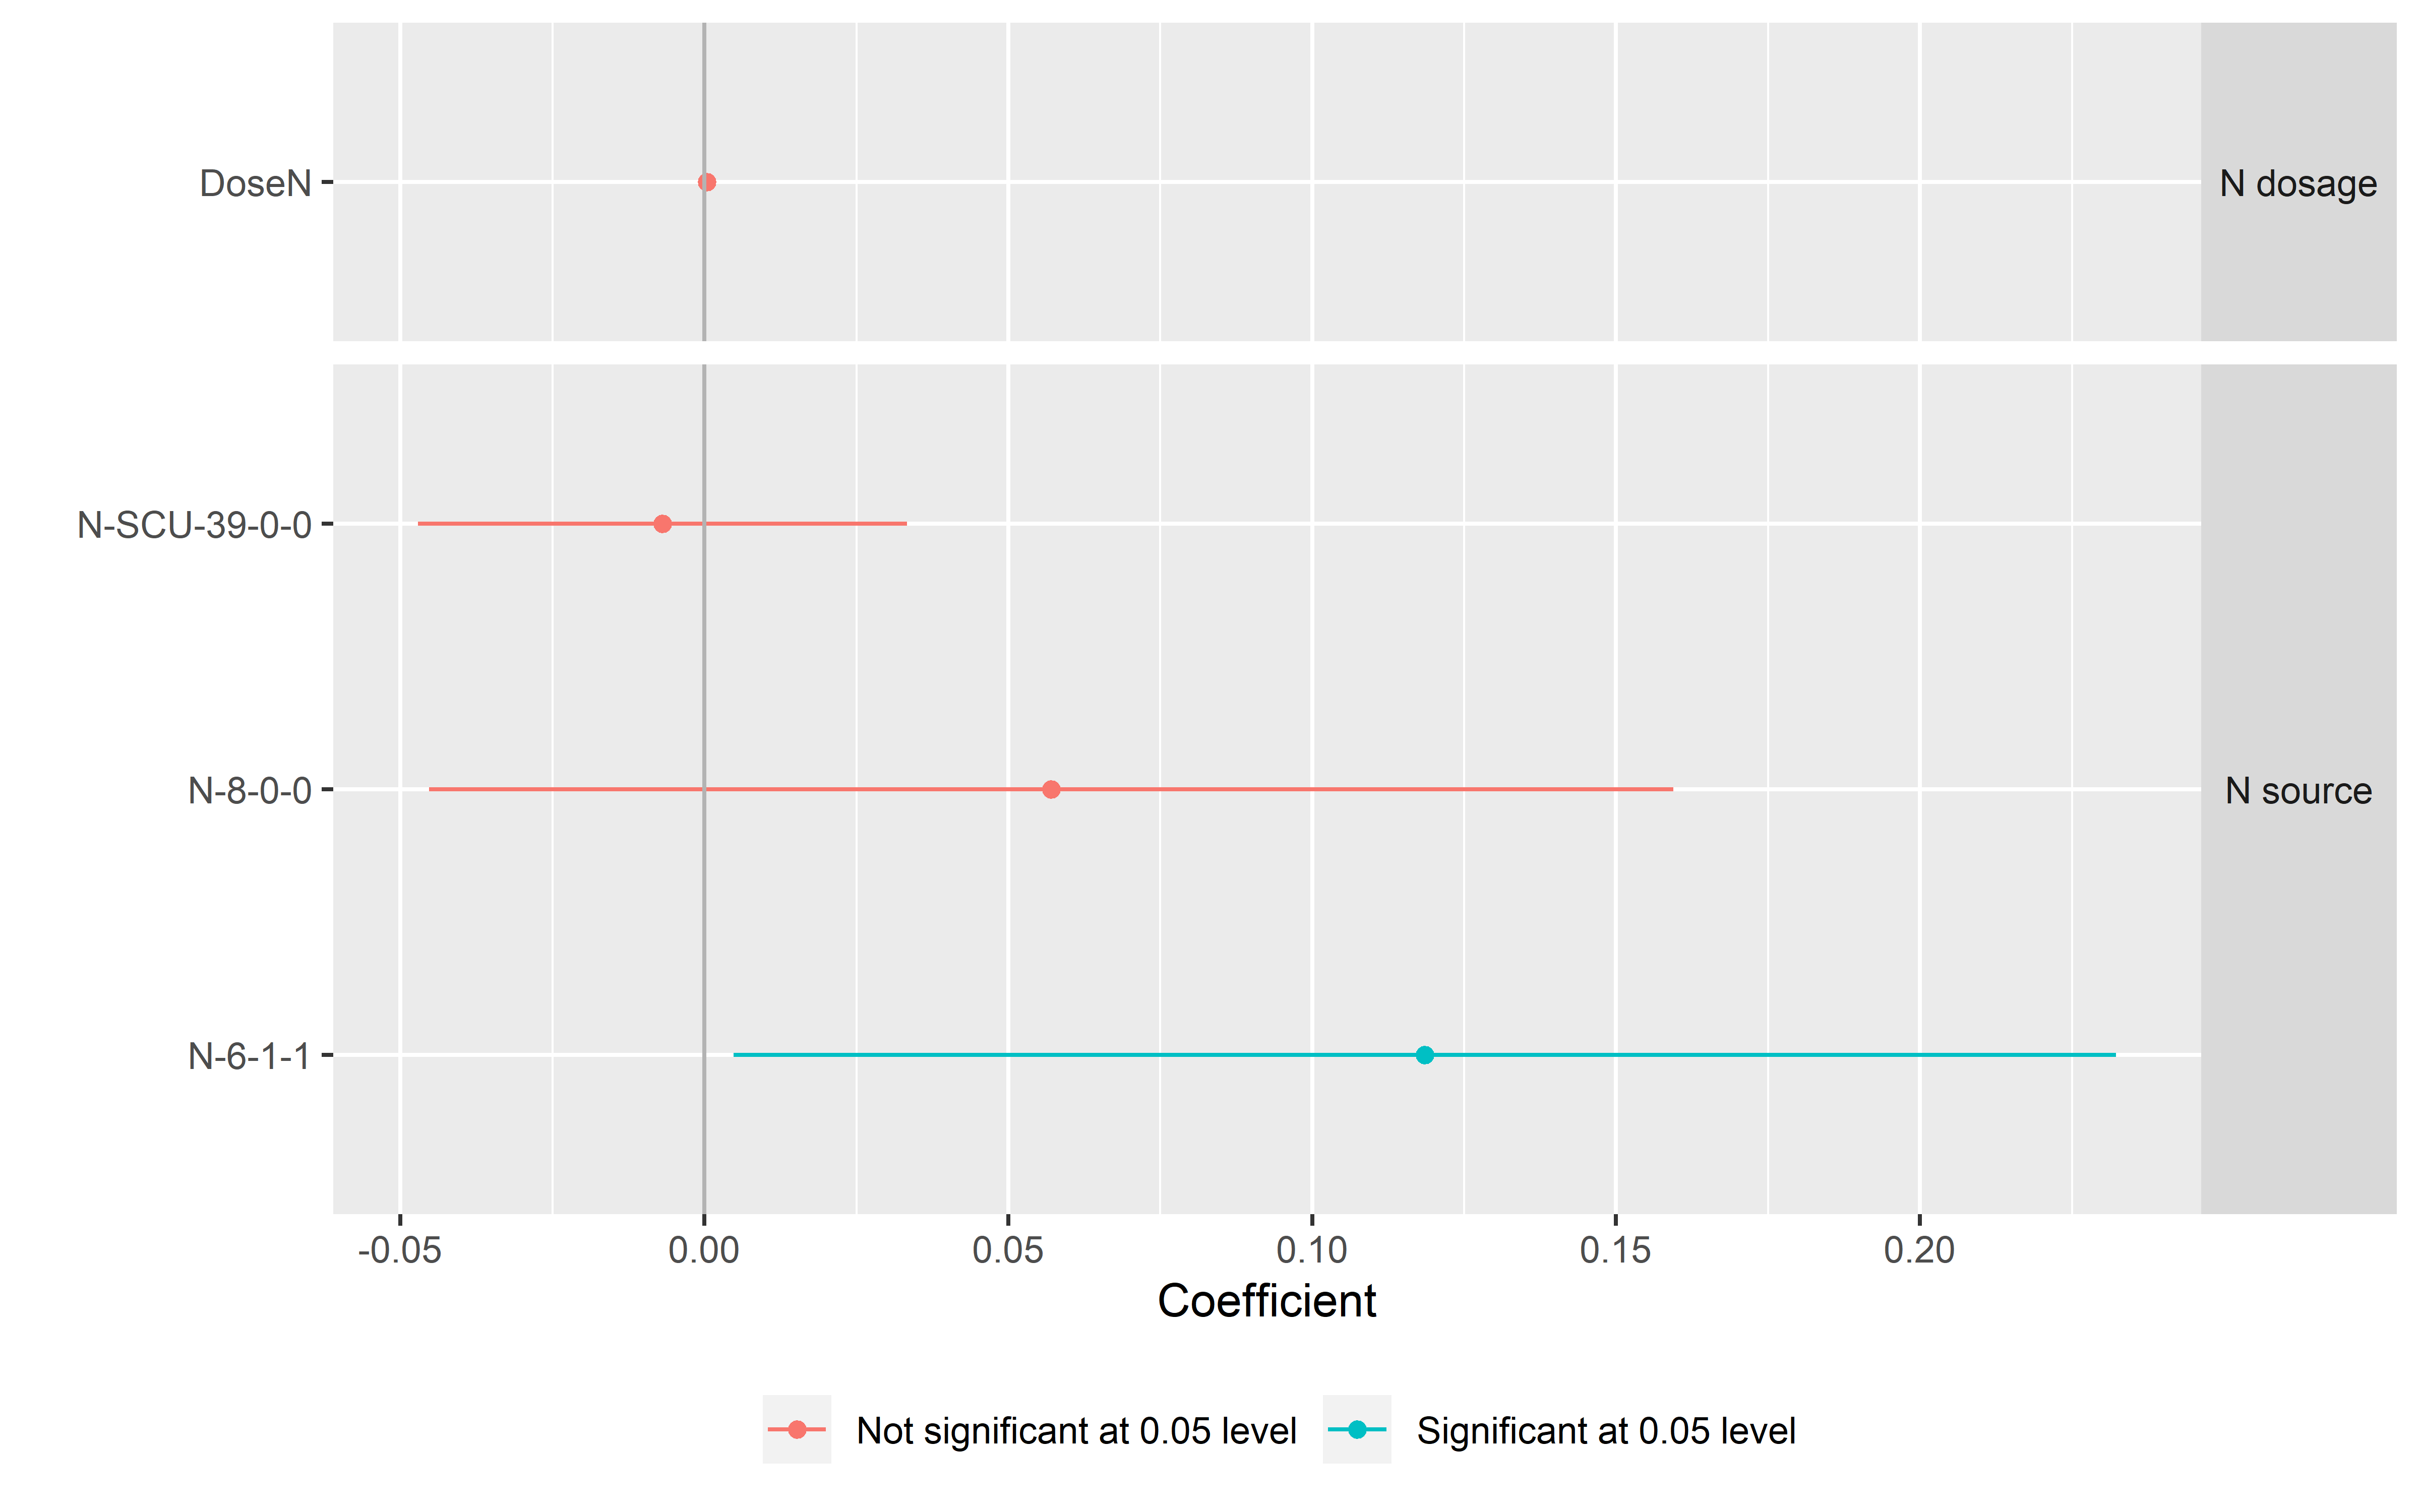 DoseN
N dosage
N-SCU-39-0-0
N-8-0-0
N source
N-6-1-1
-0.05 0.00 0.05 0.10 0.15 0.20
Coefficient
Not significant at 0.05 level Significant at 0.05 level